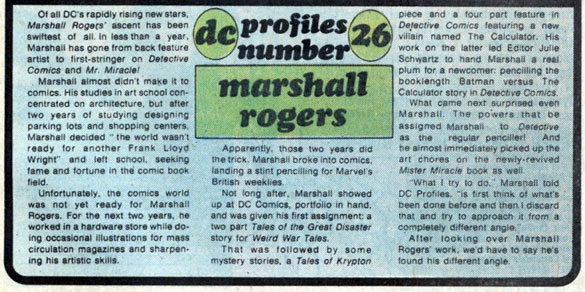 dc profiles
number 26
marshall
rogers
Of all DC's rapidly rising new stars,
Marshall Rogers' ascent has been
swiftest of all. In less than a year,
Marshall has gone from back feature
artist to first-stringer on Detective
Comics and Mr. Miracle!
Marshall almost didn't make it to
comics. His studies in art school con-
centrated on architecture, but after
two years of studying designing
parking lots and shopping centers,
Marshall decided "the world wasn't
ready for another Frank Lloyd
Wright" and left school, seeking
fame and fortune in the comic book
field.
Unfortunately, the comics world
was not yet ready for Marshall
Rogers. For the next two years, he
worked in a hardware store while do-
ing occasional illustrations for mass
circulation magazines, and sharpen-
ing his artistic skills.
Apparently, those two years did
the trick. Marshall broke into comics,
landing a stint pencilling for Marvel's
British weeklies.
Not long after, Marshall showed
up at DC Comics, portfolio in hand,
and was given his first assignment: a
two part Tales of the Great Disaster
story for Weird War Tales.
That was followed by some
mystery stories, a Tales of Krypton
piece and a four part feature in
Detective Comics featuring a new
villain named The Calculator. His
work on the latter led Editor Julie
Schwartz to hand Marshall a real
plum for a newcomer: pencilling the
booklength Batman versus The
Calculator story in Detective Comics.
What came next surprised even
Marshall. The powers that be
assigned Marshall to Detective
as the regular penciller! And
he almost immediately picked up the
art chores on the newly-revived
Mister Miracle book as well.
"What I try to do," Marshall told
DC Profiles, "is first think of what's
been done before and then I discard
that and try to approach it from a
completely different angle."
After looking over Marshall
Rogers' work, we'd have to say he's
found his different angle.